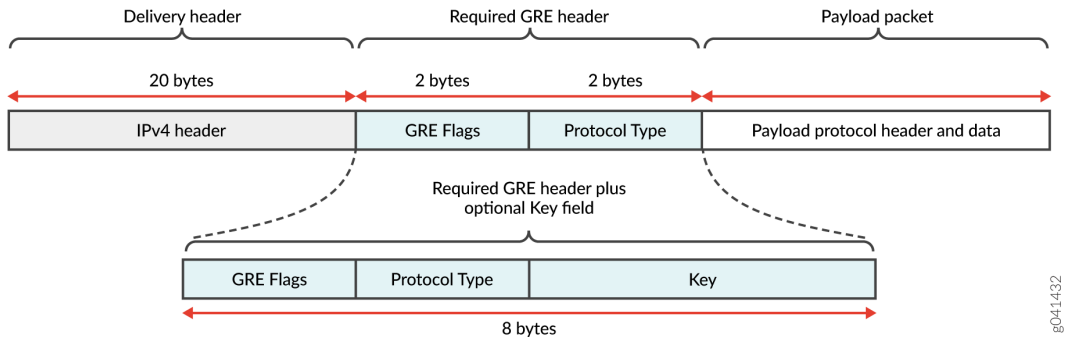 Delivery header
Required GRE header
Payload packet
20 bytes
2 bytes
2 bytes
IPv4 header
GRE Flags
Protocol Type
Payload protocol header and data
Required GRE header plus
optional Key field
GRE Flags
Protocol Type
Key
8 bytes
g041432